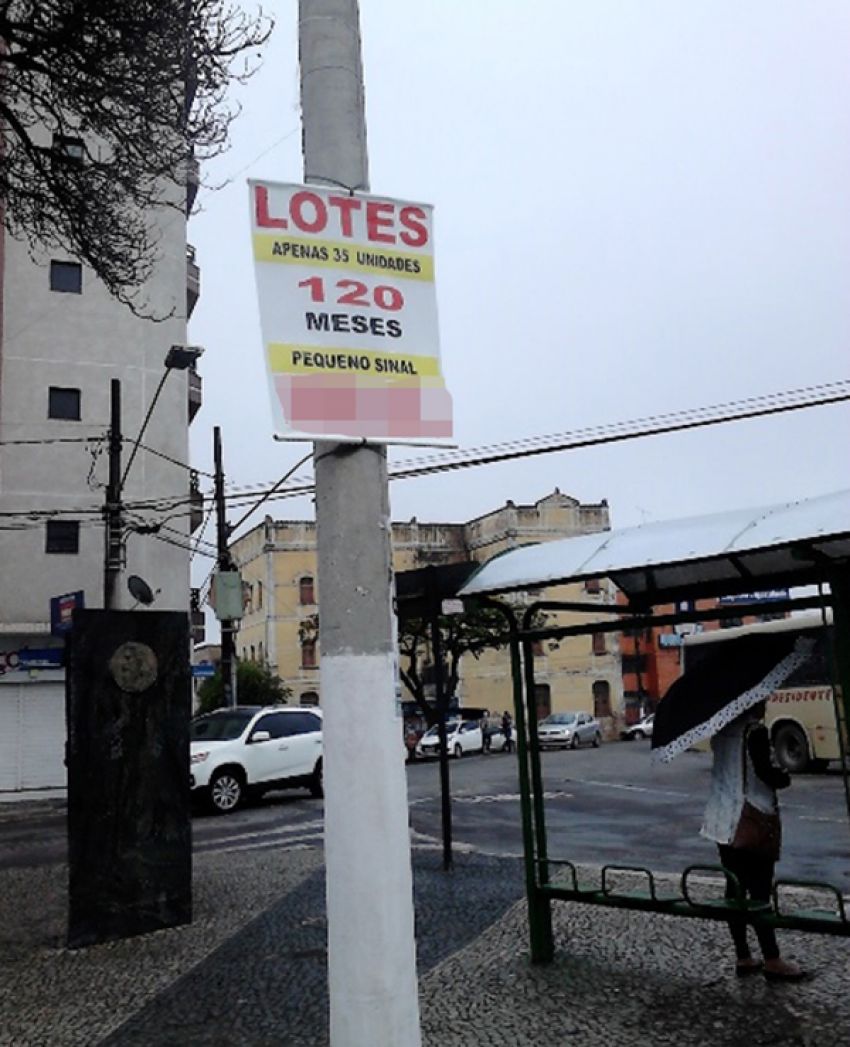 LOTES
APENAS 35 UNIDADES
120
MESES
PEQUENO SINAL